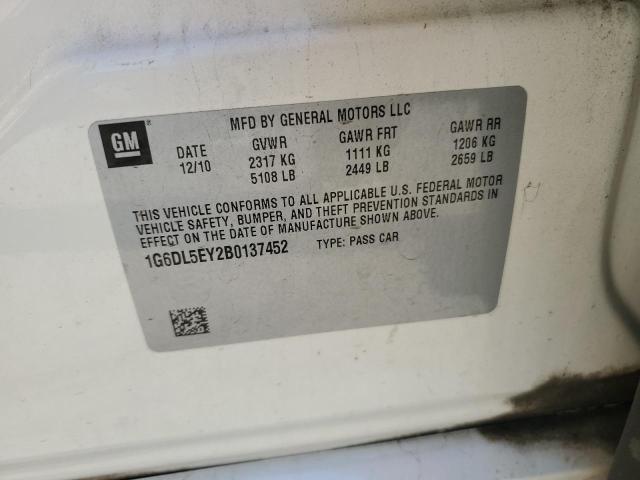 MFD BY GENERAL MOTORS LLC
GM
DATE GVWR GAWR FRT GAWR RR
12/10 2317 KG 1111 KG 1206 KG
5108 LB 2449 LB 2659 LB
THIS VEHICLE CONFORMS TO ALL APPLICABLE U.S. FEDERAL MOTOR
VEHICLE SAFETY, BUMPER, AND THEFT PREVENTION STANDARDS IN
EFFECT ON THE DATE OF MANUFACTURE SHOWN ABOVE.
1G6DL5EY2B0137452 TYPE: PASS CAR